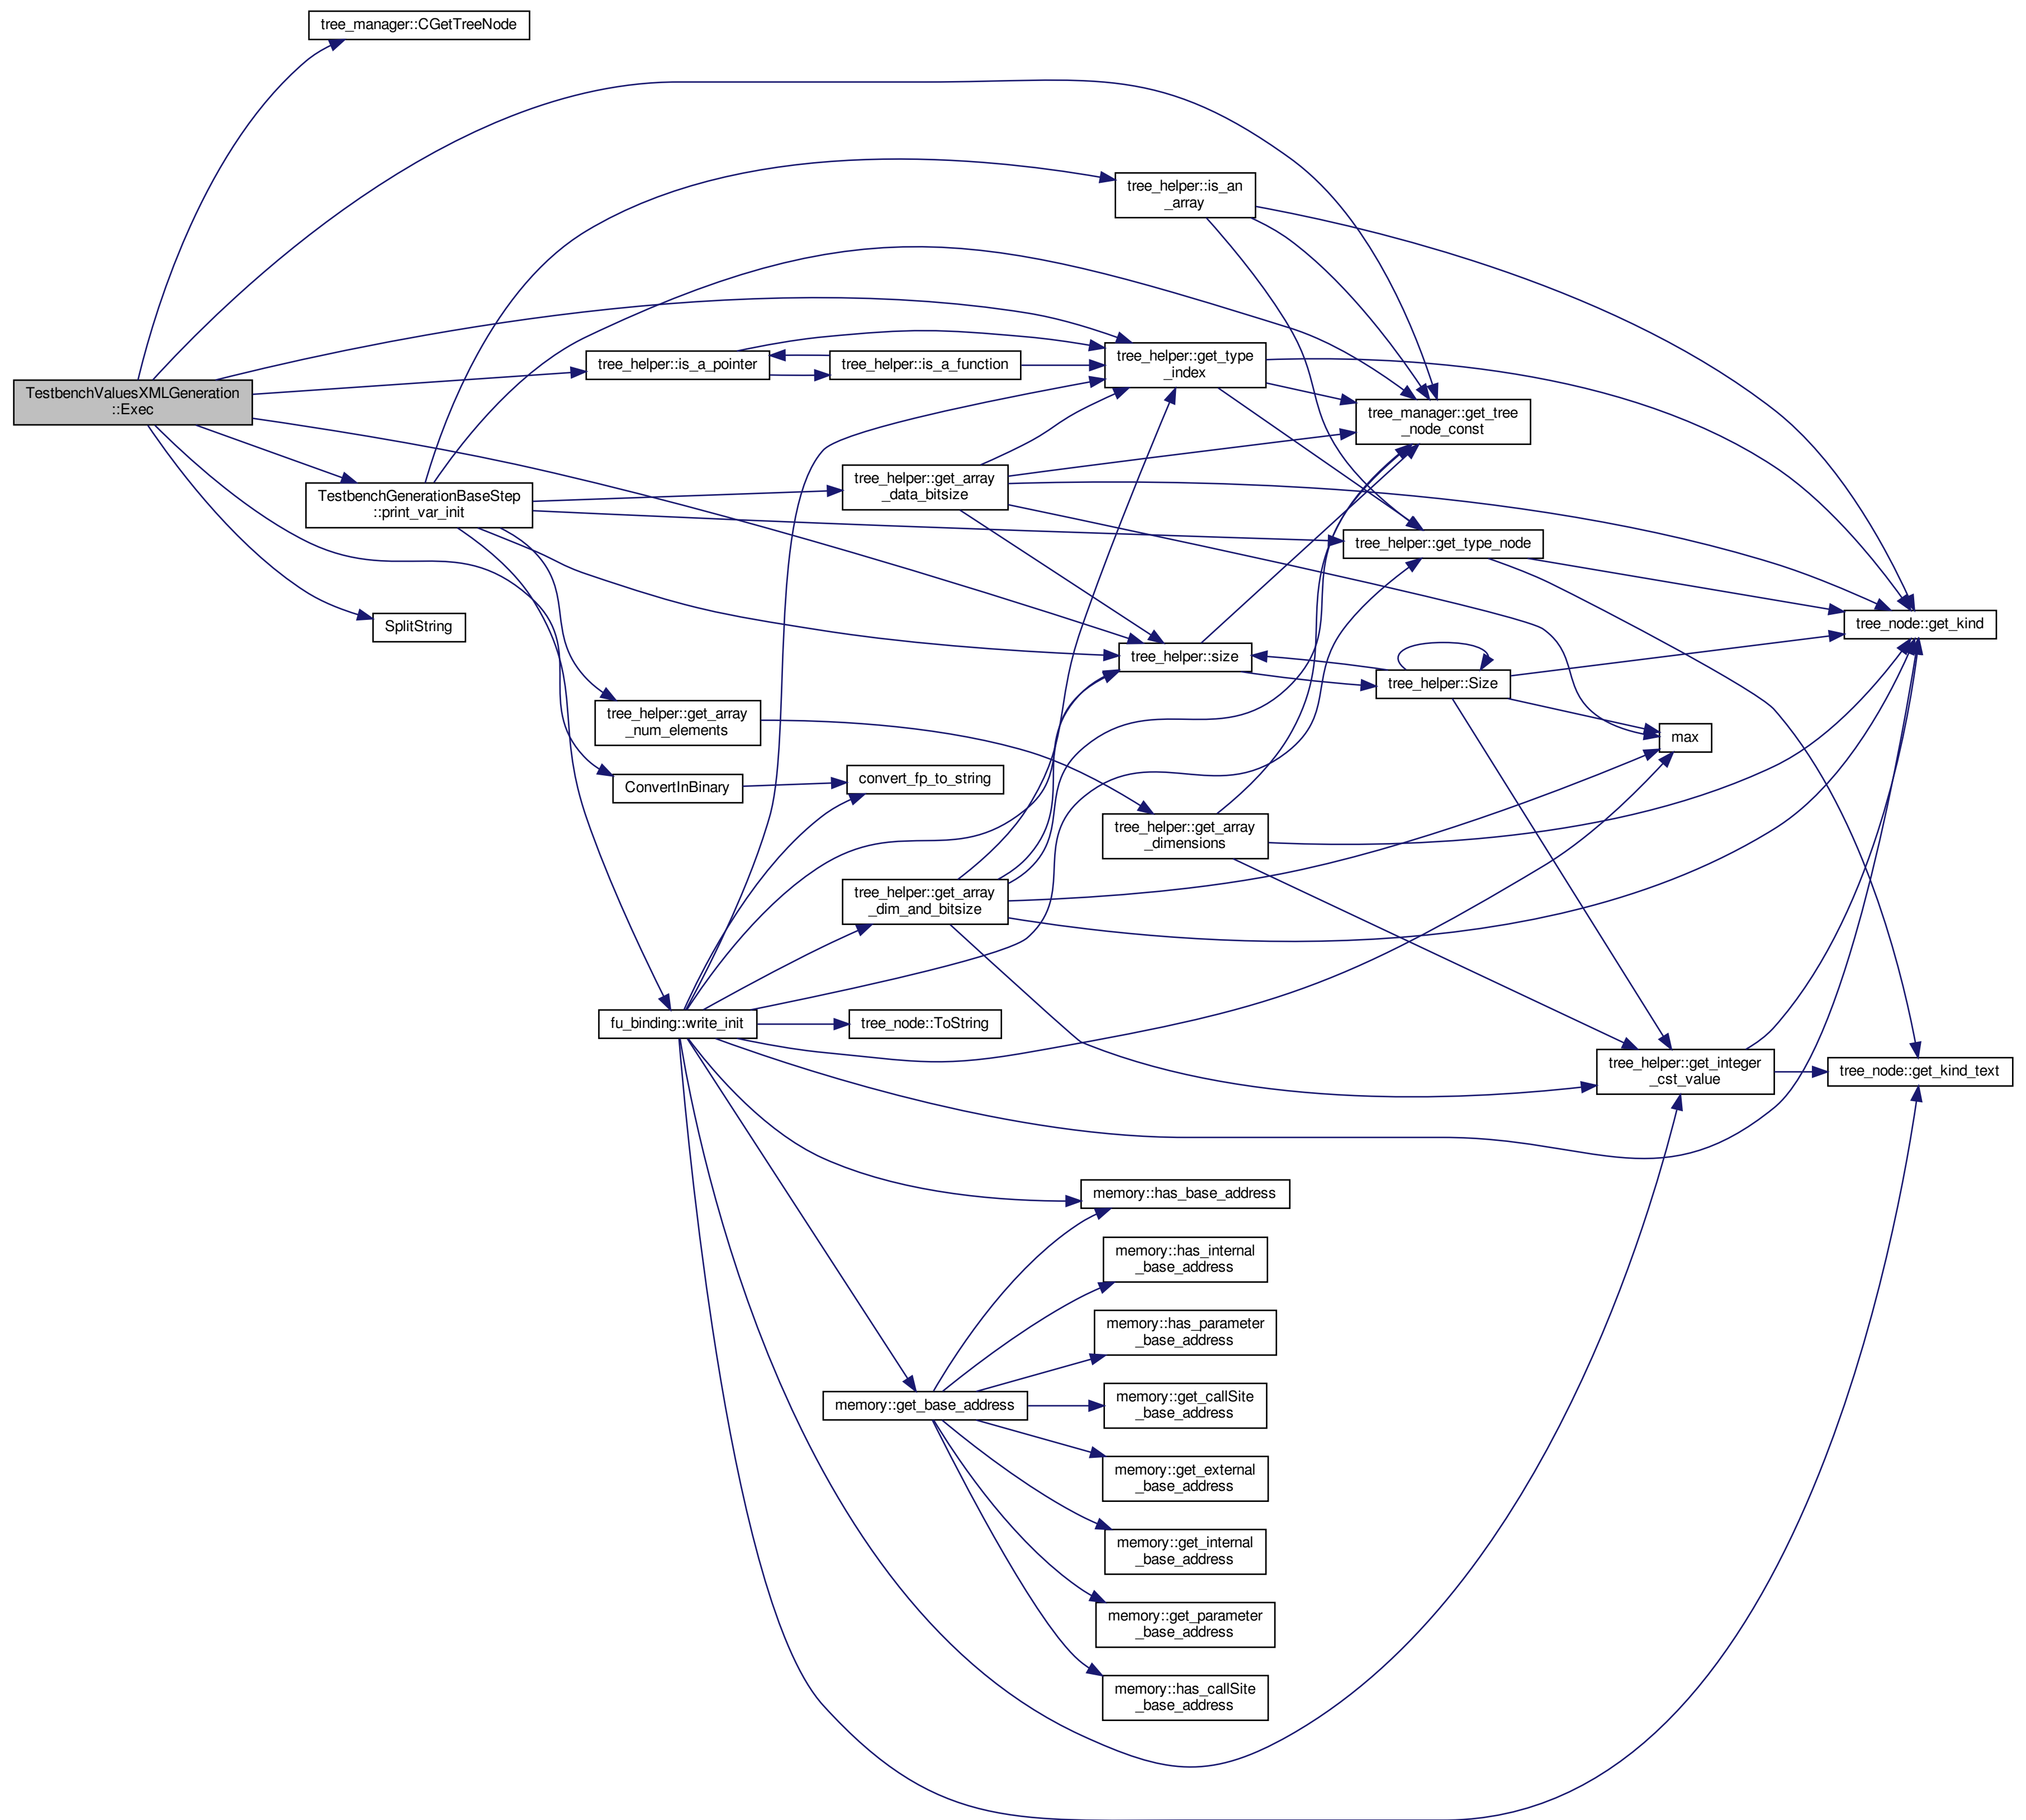 tree_manager::CGetTreeNode
TestbenchValuesXMLGeneration
::Exec
tree_helper::is_an
_array
tree_helper::is_a_pointer
tree_helper::is_a_function
tree_helper::get_type
_index
tree_manager::get_tree
_node_const
TestbenchGenerationBaseStep
::print_var_init
tree_helper::get_array
_data_bitsize
tree_helper::get_type_node
SplitString
tree_node::get_kind
tree_helper::size
tree_helper::Size
tree_helper::get_array
_num_elements
max
ConvertInBinary
convert_fp_to_string
tree_helper::get_array
_dimensions
tree_helper::get_array
_dim_and_bitsize
fu_binding::write_init
tree_node::ToString
tree_helper::get_integer
_cst_value
tree_node::get_kind_text
memory::has_base_address
memory::has_internal
_base_address
memory::has_parameter
_base_address
memory::get_base_address
memory::get_callSite
_base_address
memory::get_external
_base_address
memory::get_internal
_base_address
memory::get_parameter
_base_address
memory::has_callSite
_base_address